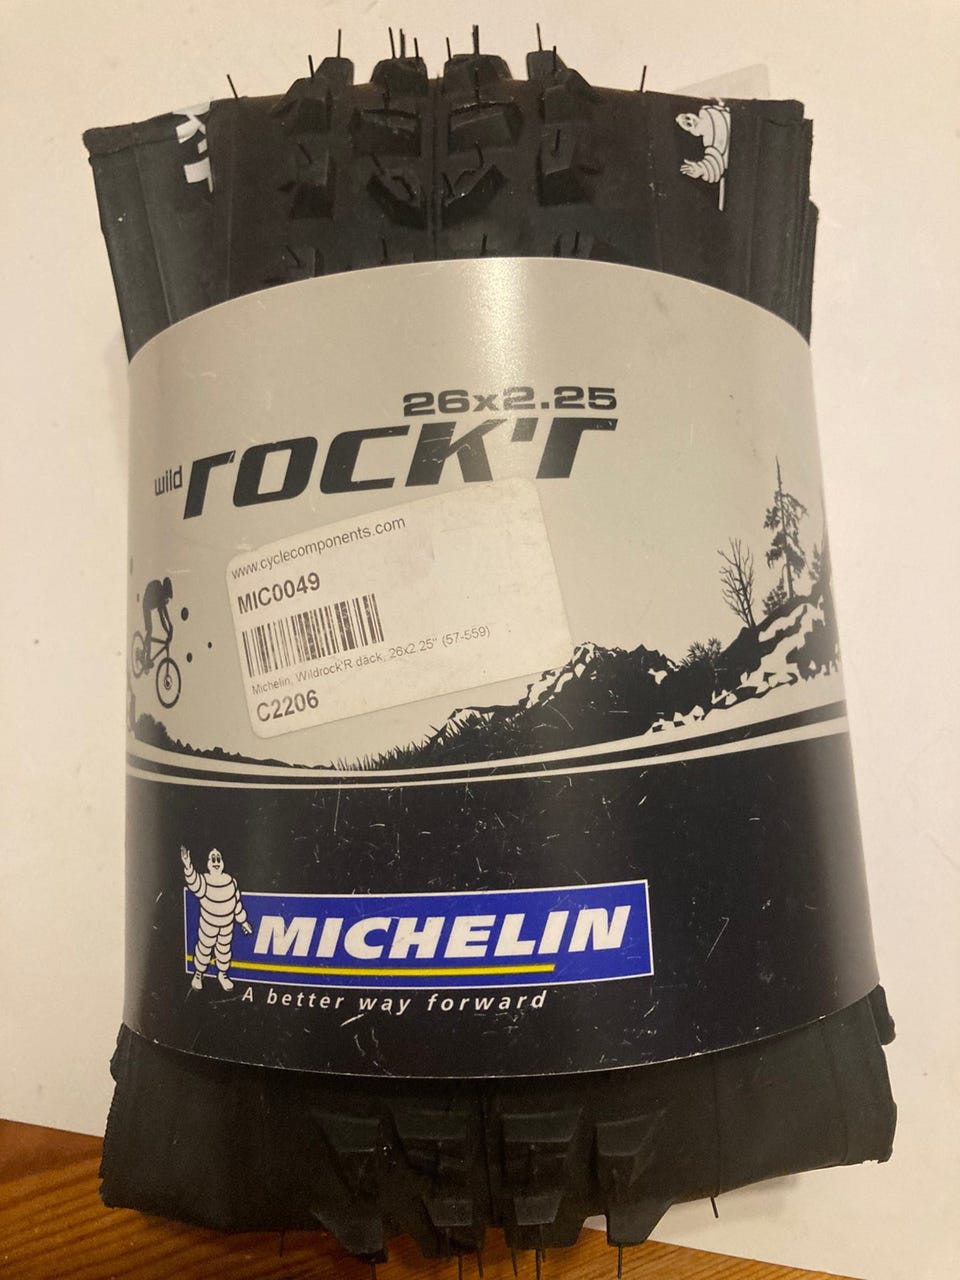 26x2.25
wild rock'r
www.cyclecomponents.com
MIC0049
Michelin, Wildrock'R däck, 26x2.25" (57-559)
C2206
MICHELIN
A better way forward